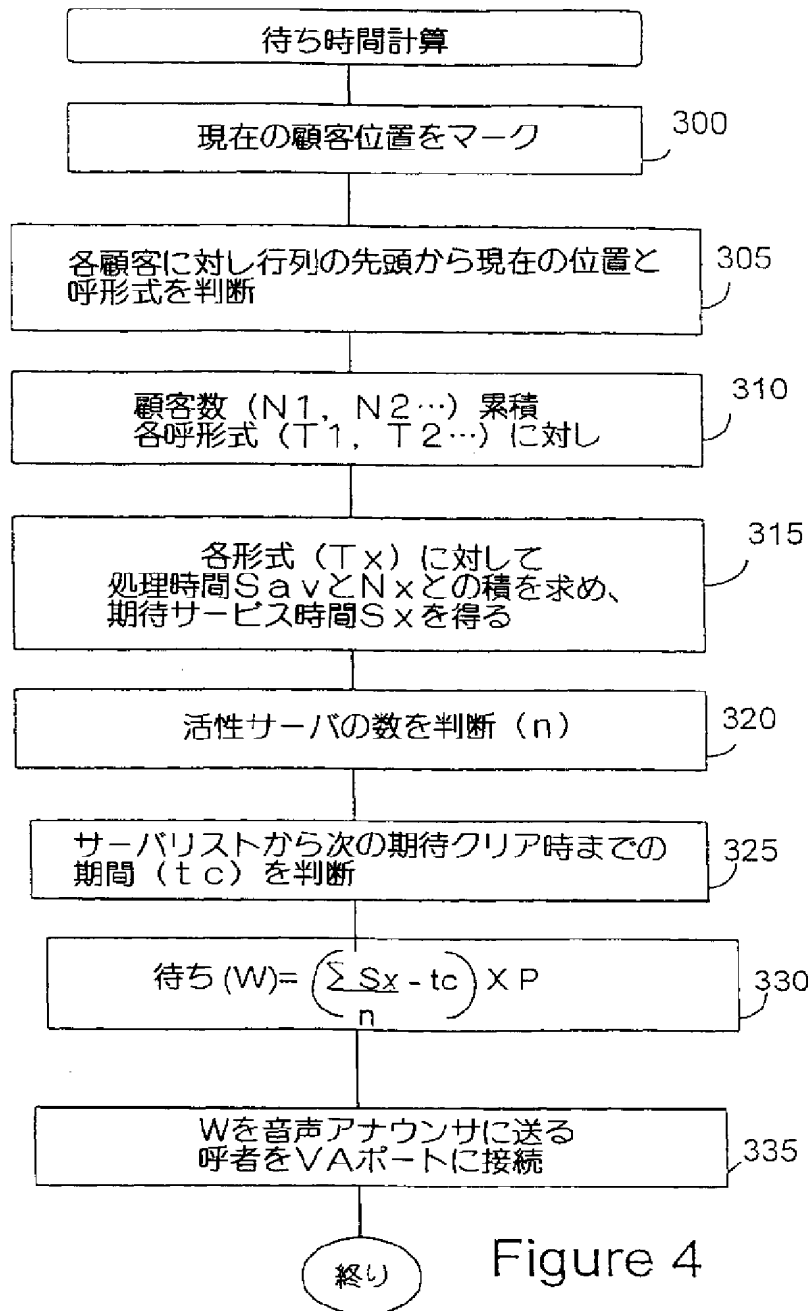 待ち時間計算
現在の顧客位置をマーク
300
各顧客に対し行列の先頭から現在の位置と
呼形式を判断
305
顧客数（N1，N2…）累積
各呼形式（T1，T2…）に対し
310
各形式（Tx）に対して
処理時間SavとNxとの積を求め、
期待サービス時間Sxを得る
315
活性サーバの数を判断（n）
320
サーバリストから次の期待クリア時までの
期間（tc）を判断
325
待ち(W)= (Σ Sx/n - tc) X P
330
Wを音声アナウンサに送る
呼者をVAポートに接続
335
終り
Figure 4